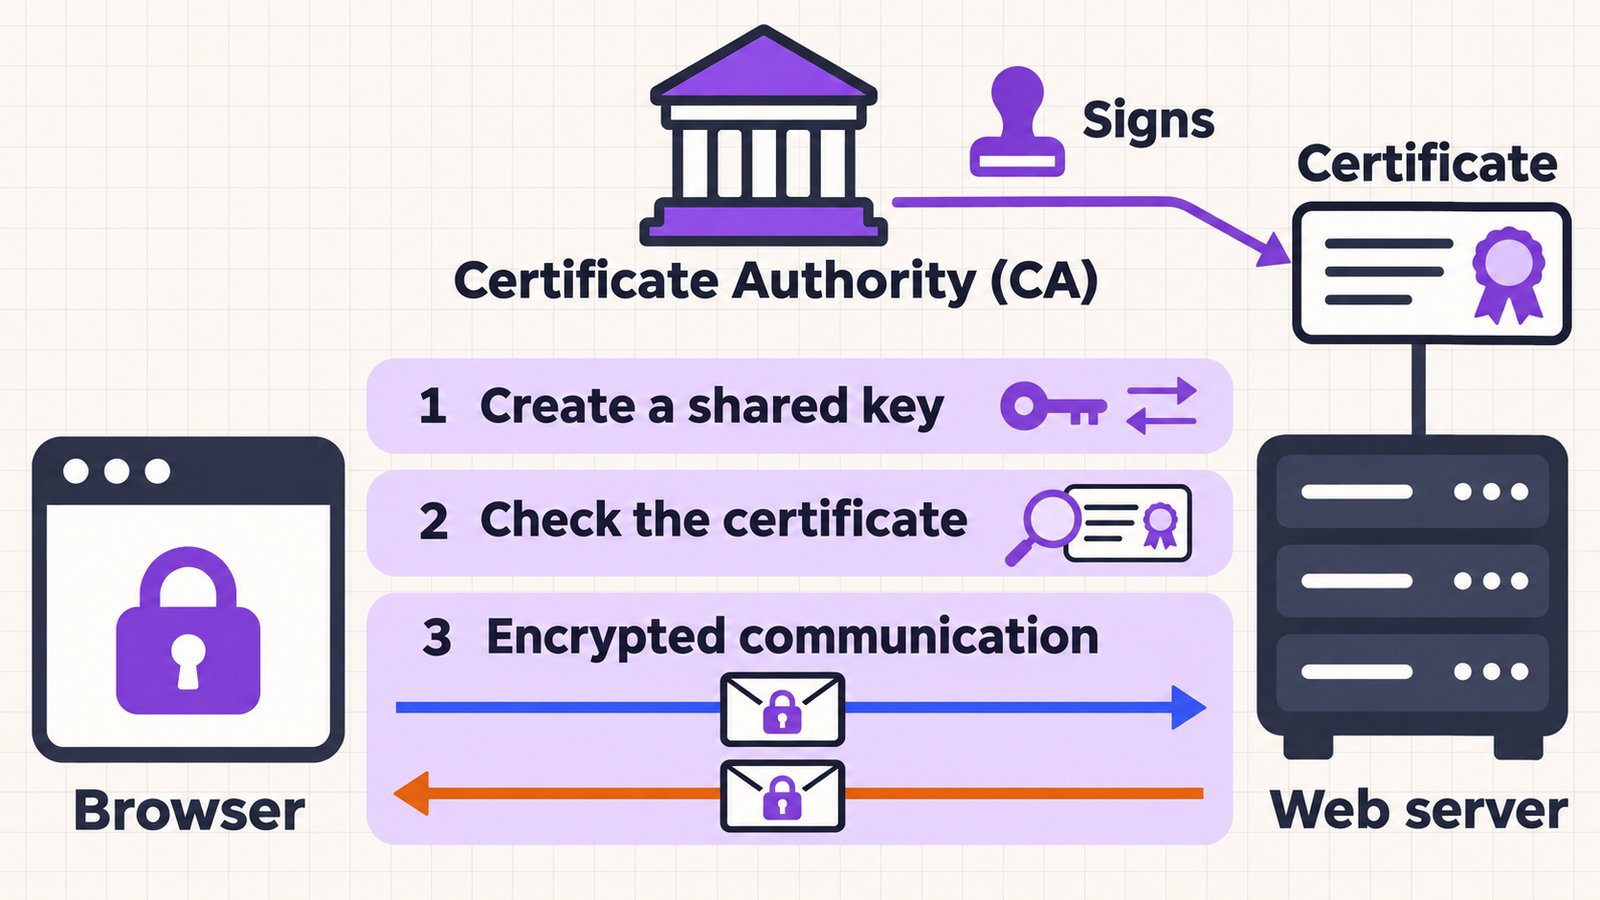 Signs
Certificate
Certificate Authority (CA)
1 Create a shared key
2 Check the certificate
3 Encrypted communication
Browser
Web server